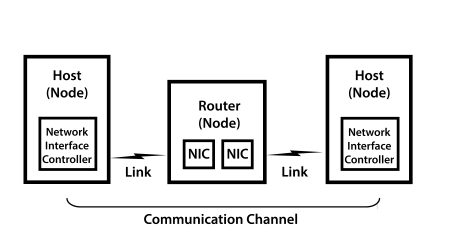 Host
(Node)
Network
Interface
Controller
Link
Router
(Node)
NIC NIC
Link
Host
(Node)
Network
Interface
Controller
Communication Channel